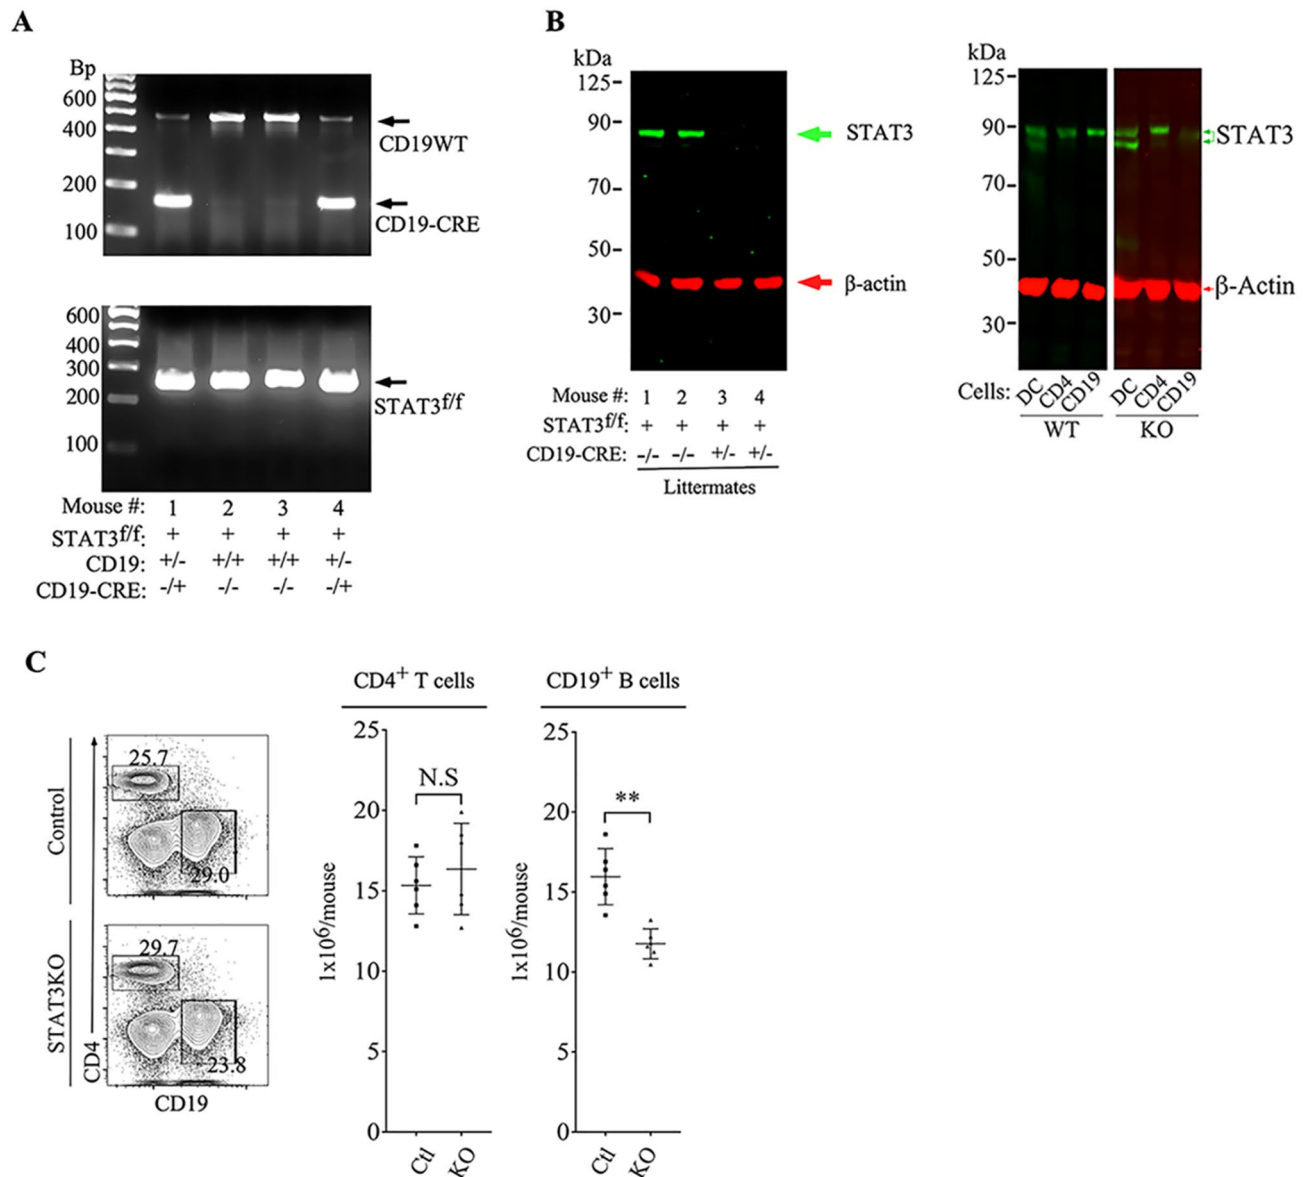 A
Bp
600
400
200
100
CD19WT
CD19-CRE
600
400
300
200
100
STAT3f/f
Mouse #: 1 2 3 4
STAT3f/f: + + + +
CD19: +/- +/+ +/+ +/-
CD19-CRE: -/+ -/- -/- -/+
B
kDa
125
90
70
50
30
STAT3
β-actin
Mouse #: 1 2 3 4
STAT3f/f: + + + +
CD19-CRE: -/- -/- +/- +/-
Littermates
kDa
125
90
70
50
30
STAT3
β-Actin
Cells: DC CD4 CD19 DC CD4 CD19
WT KO
C
Control
STAT3KO
25.7
29.0
29.7
23.8
CD4
CD19
CD4+ T cells
1x106/mouse
25
20
15
10
5
0
N.S
Ctl KO
CD19+ B cells
1x106/mouse
25
20
15
10
5
0
**
Ctl KO